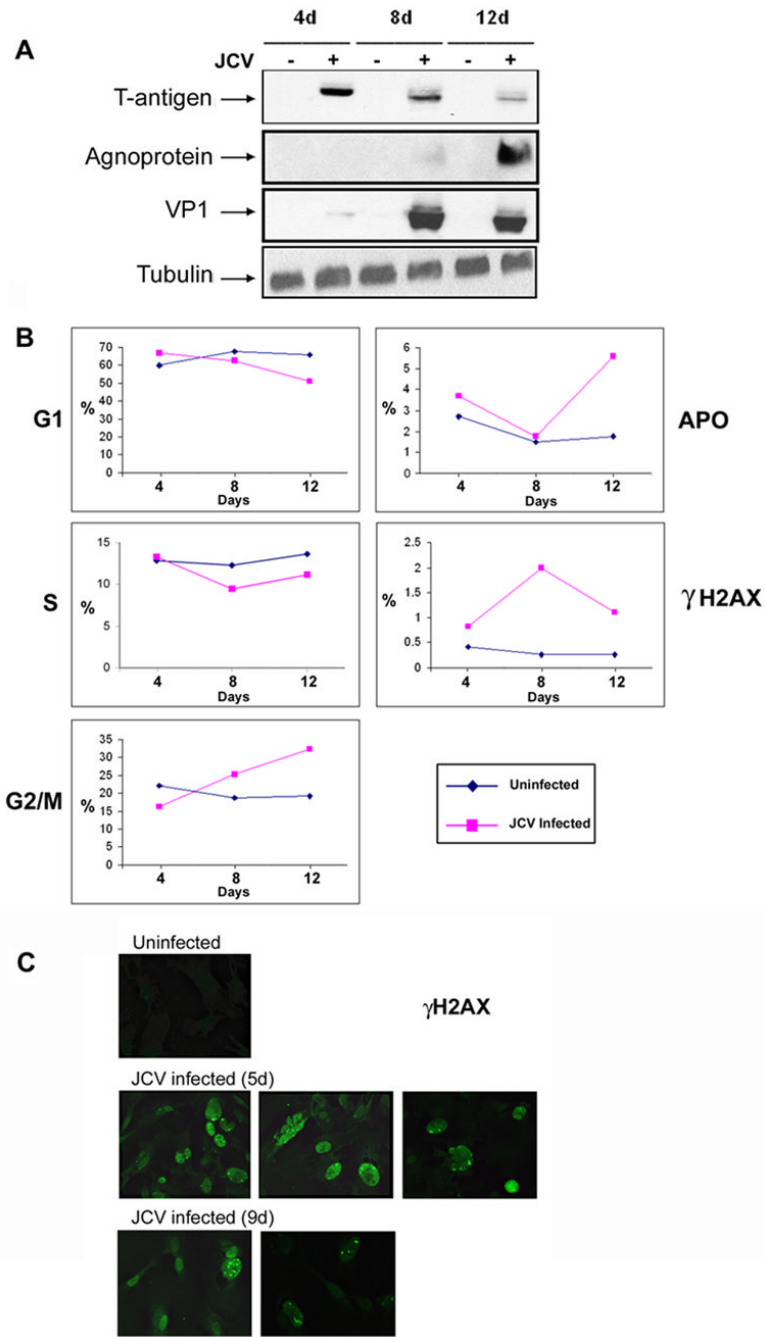 4d 8d 12d
A
JCV - + - + - +
T-antigen
Agnoprotein
VP1
Tubulin
B
G1
%
70
60
50
40
30
20
10
0
4 8 12
Days
APO
%
6
5
4
3
2
1
0
4 8 12
Days
S
%
15
10
5
0
4 8 12
Days
γH2AX
%
2.5
2
1.5
1
0.5
0
4 8 12
Days
G2/M
%
35
30
25
20
15
10
5
0
4 8 12
Days
Uninfected
JCV Infected
C
Uninfected
γH2AX
JCV infected (5d)
JCV infected (9d)